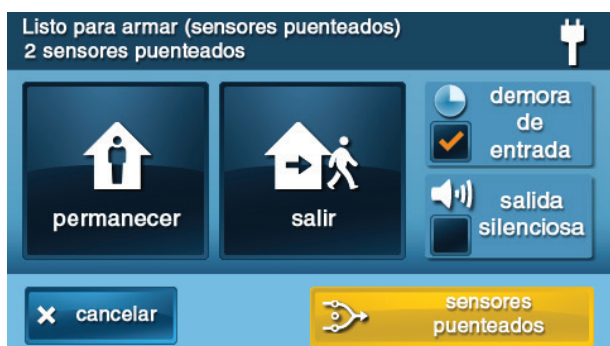 Listo para armar (sensores puenteados)
2 sensores puenteados
permanecer
salir
demora
de
entrada
salida
silenciosa
cancelar
sensores
puenteados